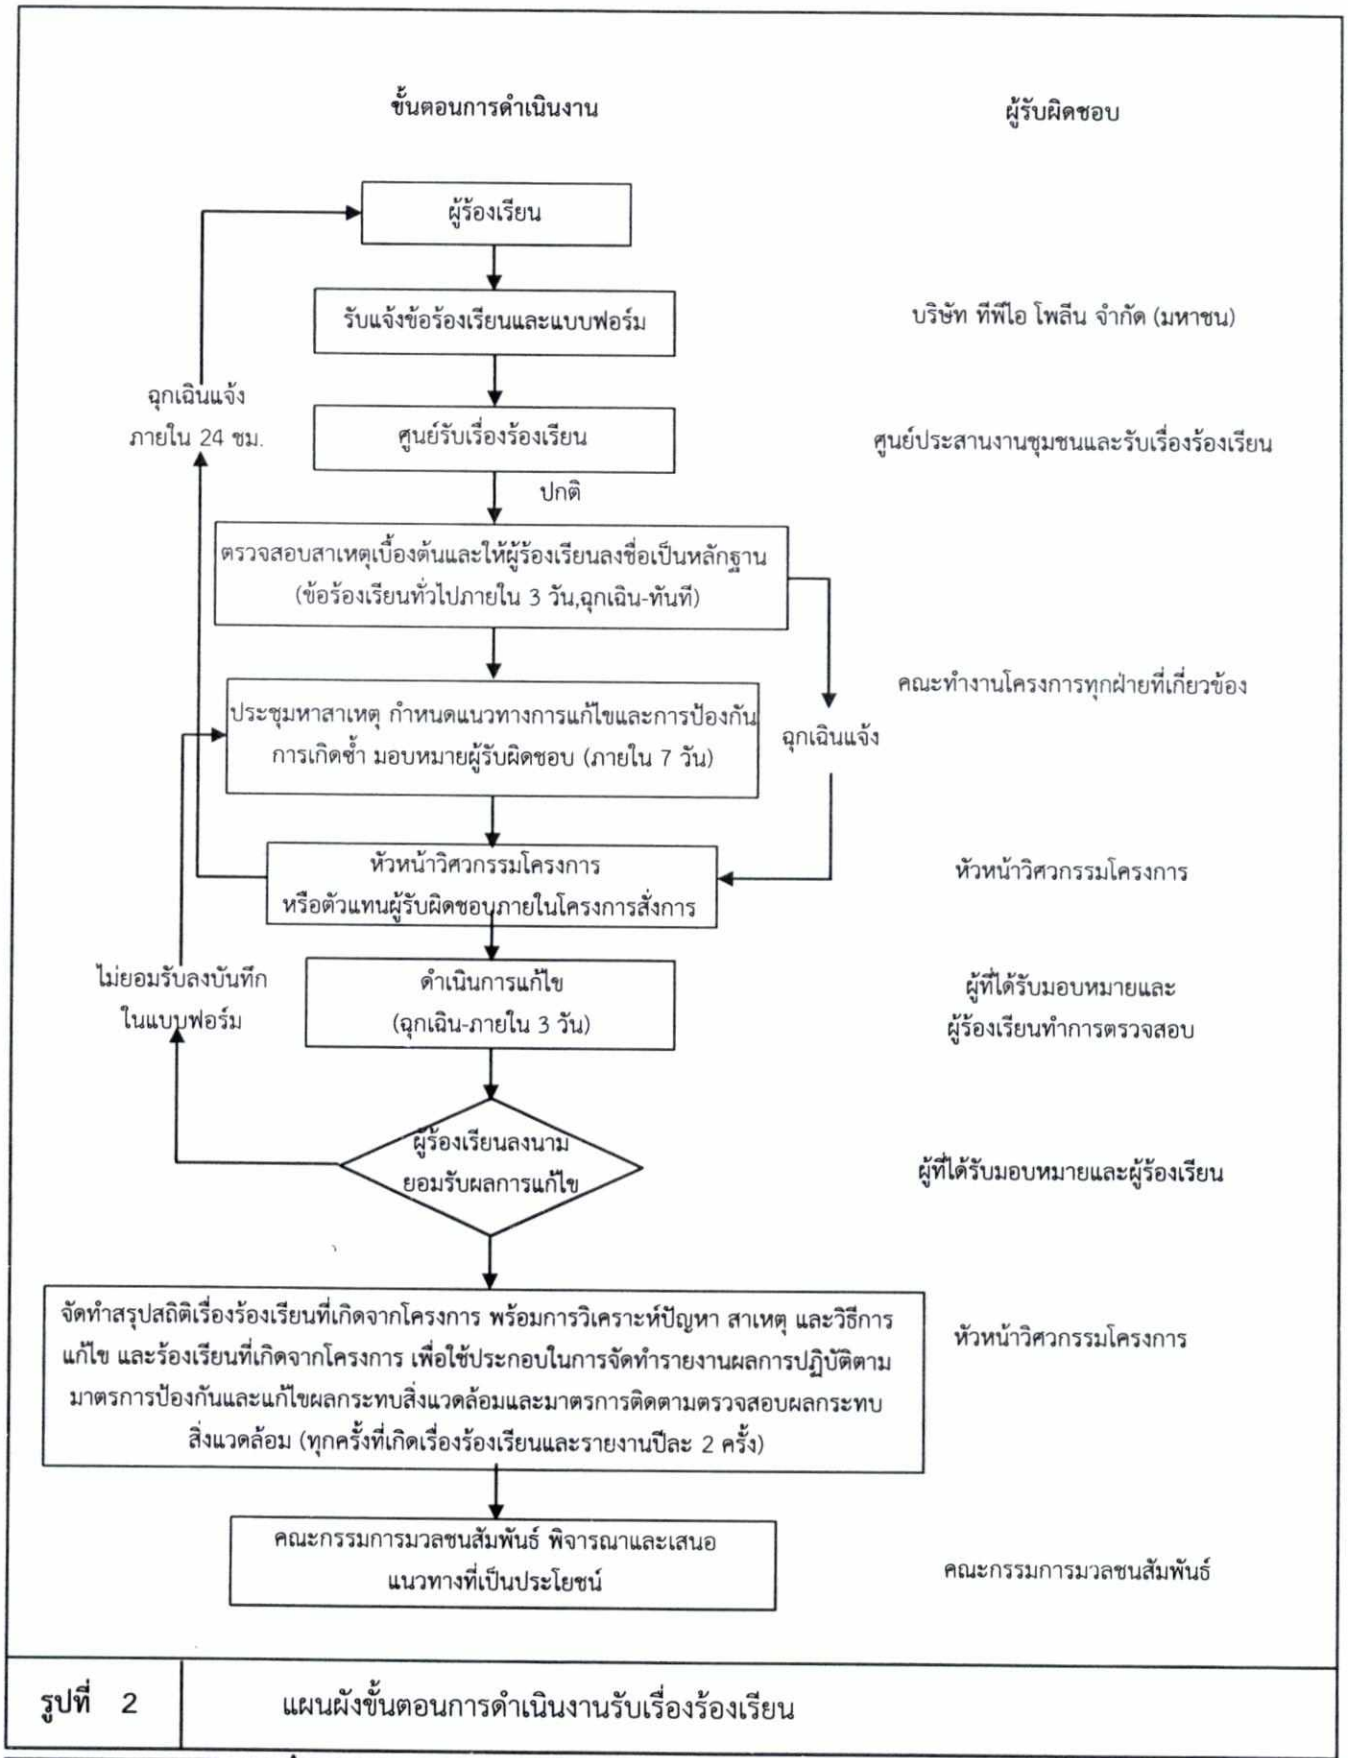 ขั้นตอนการดำเนินงาน
ผู้รับผิดชอบ
ผู้ร้องเรียน
รับแจ้งข้อร้องเรียนและแบบฟอร์ม
บริษัท ทีพีไอ โพลีน จำกัด (มหาชน)
ฉุกเฉินแจ้ง
ภายใน 24 ชม.
ศูนย์รับเรื่องร้องเรียน
ศูนย์ประสานงานชุมชนและรับเรื่องร้องเรียน
ปกติ
ตรวจสอบสาเหตุเบื้องต้นและให้ผู้ร้องเรียนลงชื่อเป็นหลักฐาน
(ข้อร้องเรียนทั่วไปภายใน 3 วัน,ฉุกเฉิน-ทันที)
คณะทำงานโครงการทุกฝ่ายที่เกี่ยวข้อง
ประชุมหาสาเหตุ กำหนดแนวทางการแก้ไขและการป้องกัน
การเกิดซ้ำ มอบหมายผู้รับผิดชอบ (ภายใน 7 วัน)
ฉุกเฉินแจ้ง
หัวหน้าวิศวกรรมโครงการ
หรือตัวแทนผู้รับผิดชอบภายในโครงการสั่งการ
หัวหน้าวิศวกรรมโครงการ
ไม่ยอมรับลงบันทึก
ในแบบฟอร์ม
ดำเนินการแก้ไข
(ฉุกเฉิน-ภายใน 3 วัน)
ผู้ที่ได้รับมอบหมายและ
ผู้ร้องเรียนทำการตรวจสอบ
ผู้ร้องเรียนลงนาม
ยอมรับผลการแก้ไข
ผู้ที่ได้รับมอบหมายและผู้ร้องเรียน
จัดทำสรุปสถิติเรื่องร้องเรียนที่เกิดจากโครงการ พร้อมการวิเคราะห์ปัญหา สาเหตุ และวิธีการ
แก้ไข และร้องเรียนที่เกิดจากโครงการ เพื่อใช้ประกอบในการจัดทำรายงานผลการปฏิบัติตาม
มาตรการป้องกันและแก้ไขผลกระทบสิ่งแวดล้อมและมาตรการติดตามตรวจสอบผลกระทบ
สิ่งแวดล้อม (ทุกครั้งที่เกิดเรื่องร้องเรียนและรายงานปีละ 2 ครั้ง)
หัวหน้าวิศวกรรมโครงการ
คณะกรรมการมวลชนสัมพันธ์ พิจารณาและเสนอ
แนวทางที่เป็นประโยชน์
คณะกรรมการมวลชนสัมพันธ์
รูปที่ 2
แผนผังขั้นตอนการดำเนินงานรับเรื่องร้องเรียน